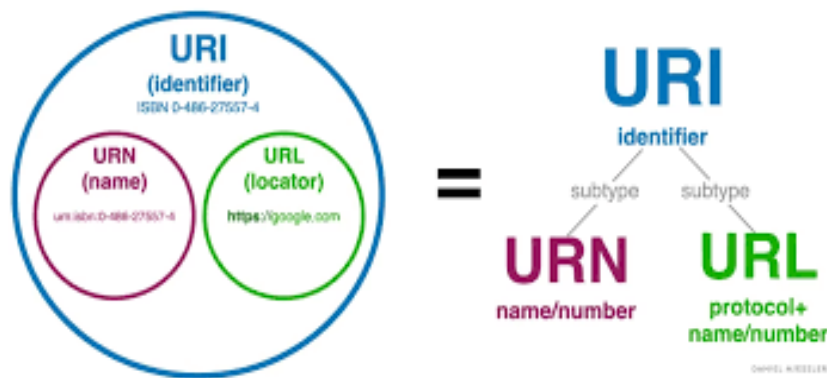 URI
(identifier)
ISBN 0-486-27557-4
URN
(name)
urn:isbn:0-486-27557-4
URL
(locator)
https://google.com
=
URI
identifier
subtype
subtype
URN
name/number
URL
protocol+
name/number
DANIEL MIESSLER